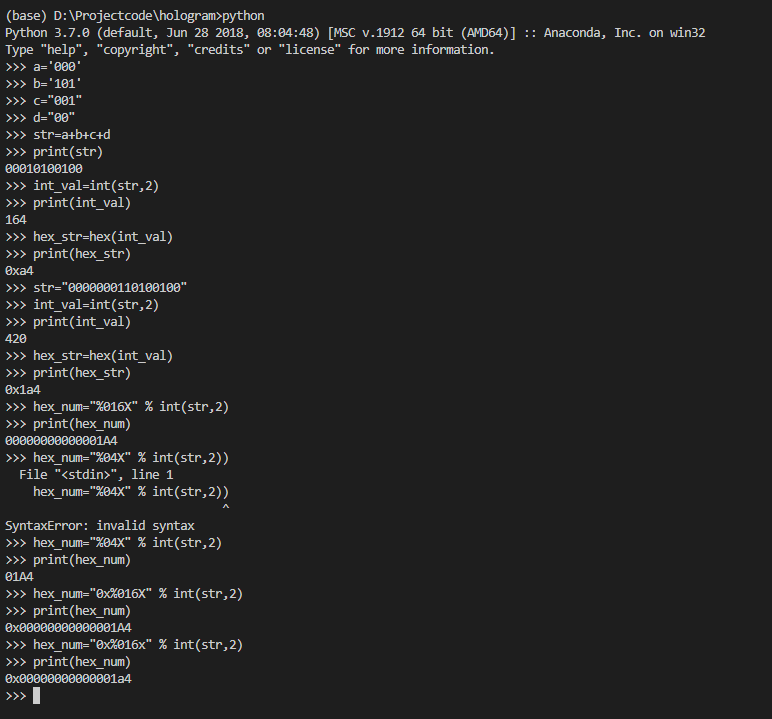 (base) D:\Projectcode\hologram>python
Python 3.7.0 (default, Jun 28 2018, 08:04:48) [MSC v.1912 64 bit (AMD64)] :: Anaconda, Inc. on win32
Type "help", "copyright", "credits" or "license" for more information.
>>> a='000'
>>> b='101'
>>> c="001"
>>> d="00"
>>> str=a+b+c+d
>>> print(str)
00010100100
>>> int_val=int(str,2)
>>> print(int_val)
164
>>> hex_str=hex(int_val)
>>> print(hex_str)
0xa4
>>> str="0000000110100100"
>>> int_val=int(str,2)
>>> print(int_val)
420
>>> hex_str=hex(int_val)
>>> print(hex_str)
0x1a4
>>> hex_num="%016X" % int(str,2)
>>> print(hex_num)
00000000000001A4
>>> hex_num="%04X" % int(str,2))
  File "<stdin>", line 1
    hex_num="%04X" % int(str,2))
                               ^
SyntaxError: invalid syntax
>>> hex_num="%04X" % int(str,2)
>>> print(hex_num)
01A4
>>> hex_num="0x%016X" % int(str,2)
>>> print(hex_num)
0x00000000000001A4
>>> hex_num="0x%016x" % int(str,2)
>>> print(hex_num)
0x00000000000001a4
>>>